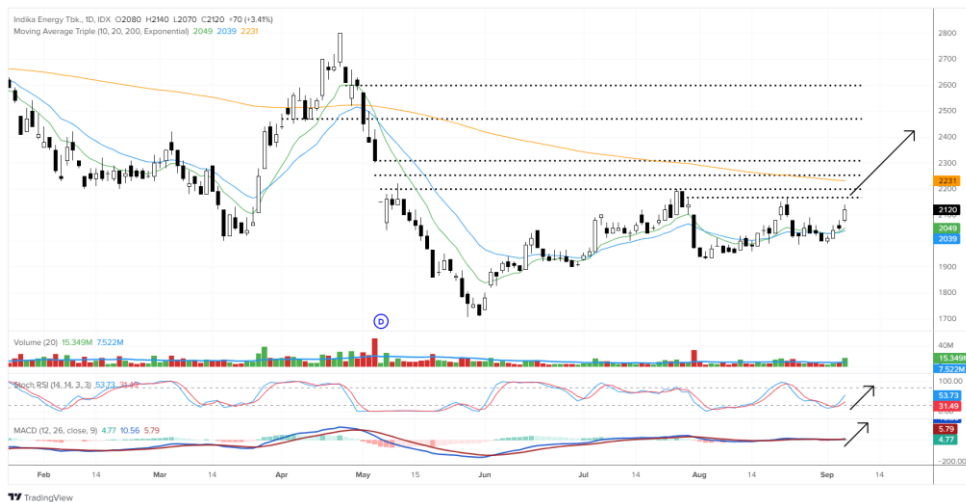 Indika Energy Tbk., 1D, IDX O2080 H2140 L2070 C2120 +70 (+3.41%)
Moving Average Triple (10, 20, 200, Exponential) 2049 2039 2231
2800
2700
2600
2500
2400
2300
2231
2200
2120
2049
2039
1900
1800
1700
D
Volume (20) 15.349M 7.522M
40M
15.349M
7.522M
Stoch RSI (14, 14, 3, 3) 53.73 31.49
100.00
53.73
31.49
MACD (12, 26, close, 9) 4.77 10.56 5.79
5.79
4.77
-200.00
Feb 14 Mar 14 Apr 14 May 15 Jun 14 Jul 14 Aug 14 Sep 14
TradingView